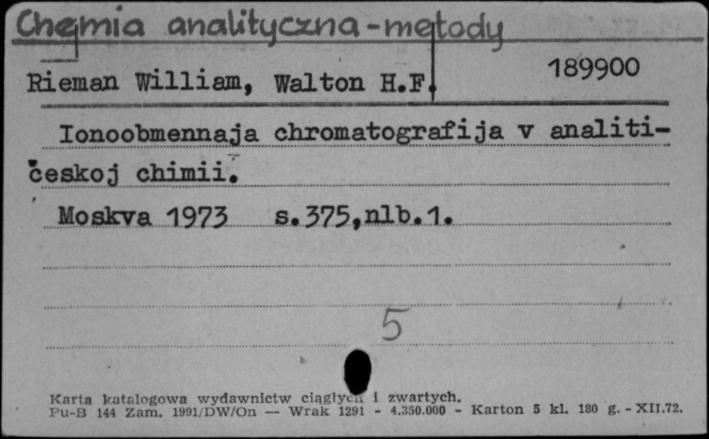 Chemia analityczna-metody
Rieman William, Walton H.F. 189900
Ionoobmennaja chromatografija v analiti-
českoj chimii.
Moskva 1973 s.375,nlb.1.
5
Karta katalogowa wydawnictw ciągłych i zwartych.
Pu-B 144 Zam. 1991/DW/On — Wrak 1291 - 4.350.000 - Karton 5 kl. 180 g. - XII.72.